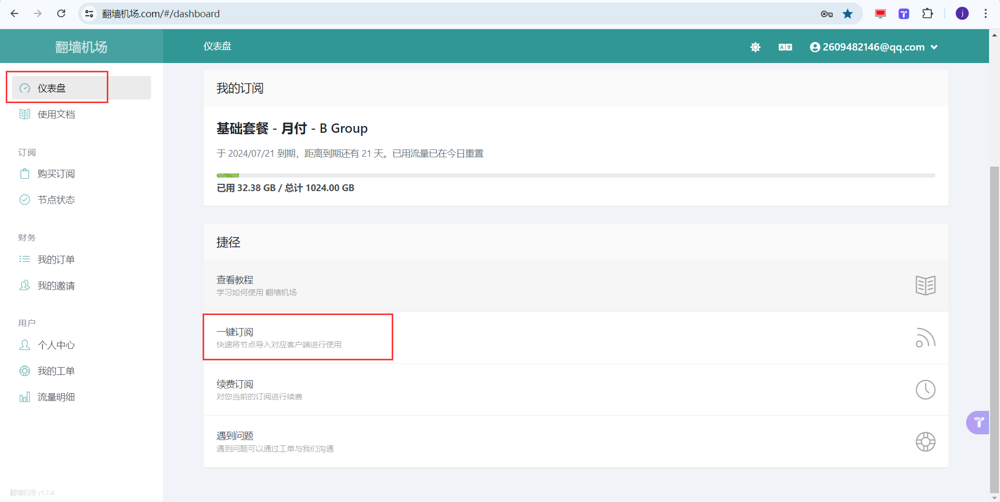 翻墙机场.com/#/dashboard
j
翻墙机场
仪表盘
2609482146@qq.com
仪表盘
使用文档
订阅
购买订阅
节点状态
财务
我的订单
我的邀请
用户
个人中心
我的工单
流量明细
翻墙机场 v1.7.4
我的订阅
基础套餐 - 月付 - B Group
于 2024/07/21 到期，距离到期还有 21 天。已用流量已在今日重置
已用 32.38 GB / 总计 1024.00 GB
捷径
查看教程
学习如何使用 翻墙机场
一键订阅
快速将节点导入对应客户端进行使用
续费订阅
对您当前的订阅进行续费
遇到问题
遇到问题可以通过工单与我们沟通